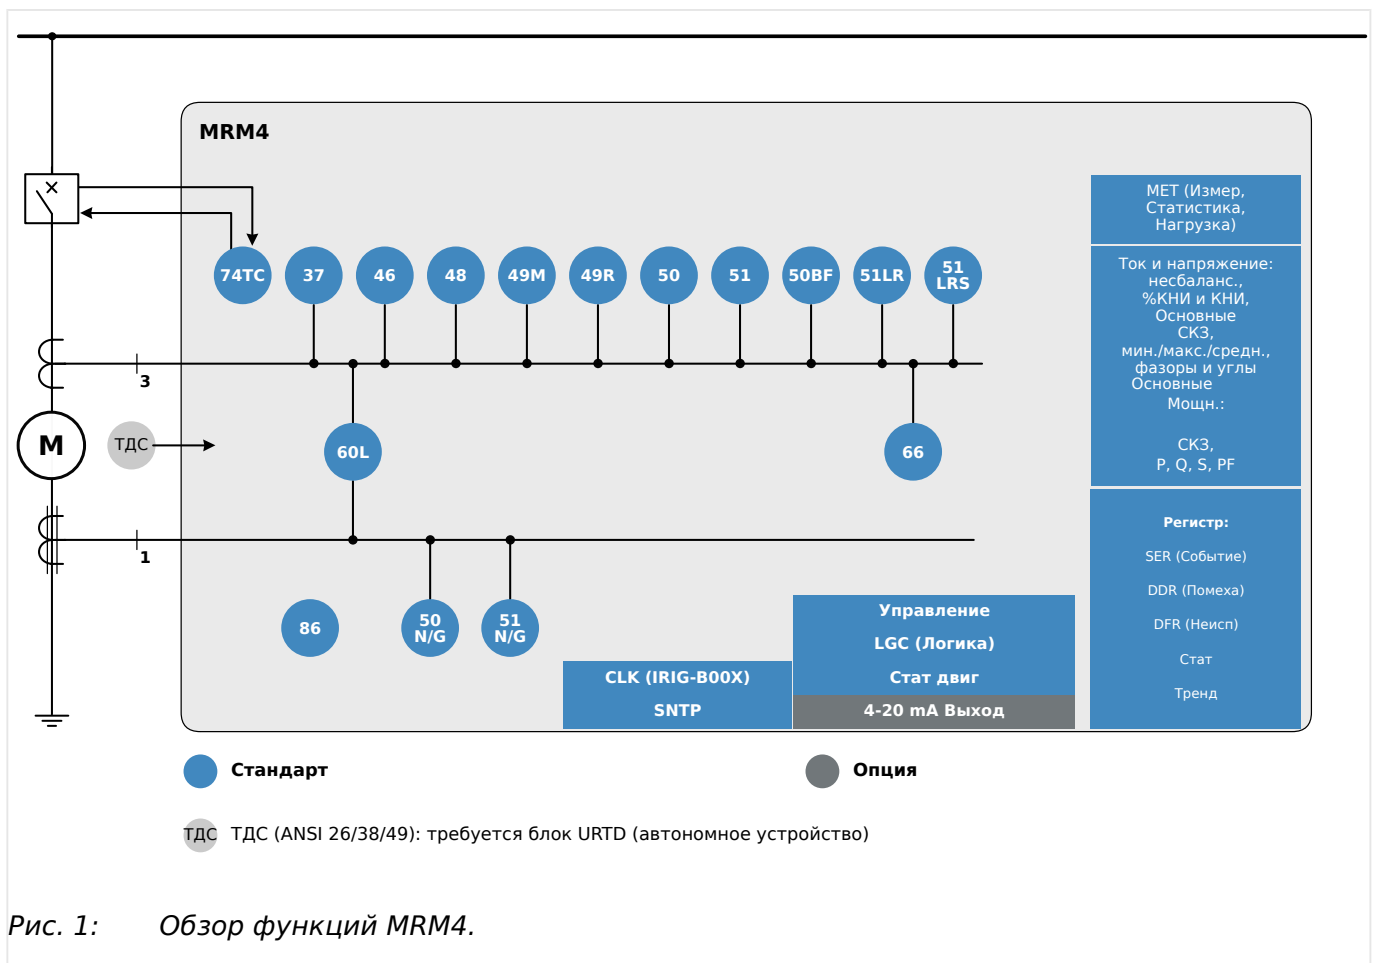 MRM4
74TC
37
46
48
49M
49R
50
51
50BF
51LR
51
LRS
3
M
ТДС
60L
66
1
86
50
N/G
51
N/G
МЕТ (Измер,
Статистика,
Нагрузка)
Ток и напряжение:
несбаланс.,
%КНИ и КНИ,
Основные
СКЗ,
мин./макс./средн.,
фазоры и углы
Основные
Мощн.:
СКЗ,
P, Q, S, PF
Регистр:
SER (Событие)
DDR (Помеха)
DFR (Неисп)
Стат
Тренд
Управление
LGC (Логика)
Стат двиг
4-20 mA Выход
CLK (IRIG-B00X)
SNTP
Стандарт
Опция
ТДС ТДС (ANSI 26/38/49): требуется блок URTD (автономное устройство)
Рис. 1: Обзор функций MRM4.